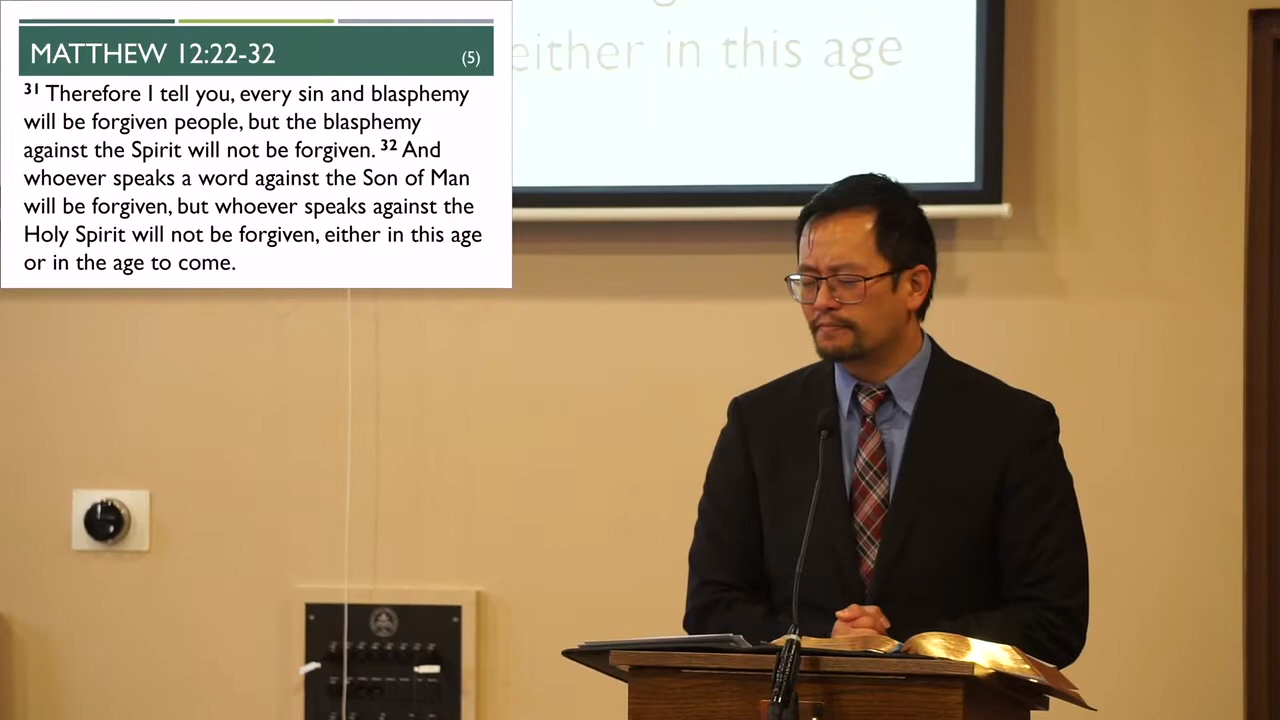 MATTHEW 12:22-32 (5)
31 Therefore I tell you, every sin and blasphemy
will be forgiven people, but the blasphemy
against the Spirit will not be forgiven. 32 And
whoever speaks a word against the Son of Man
will be forgiven, but whoever speaks against the
Holy Spirit will not be forgiven, either in this age
or in the age to come.
either in this age